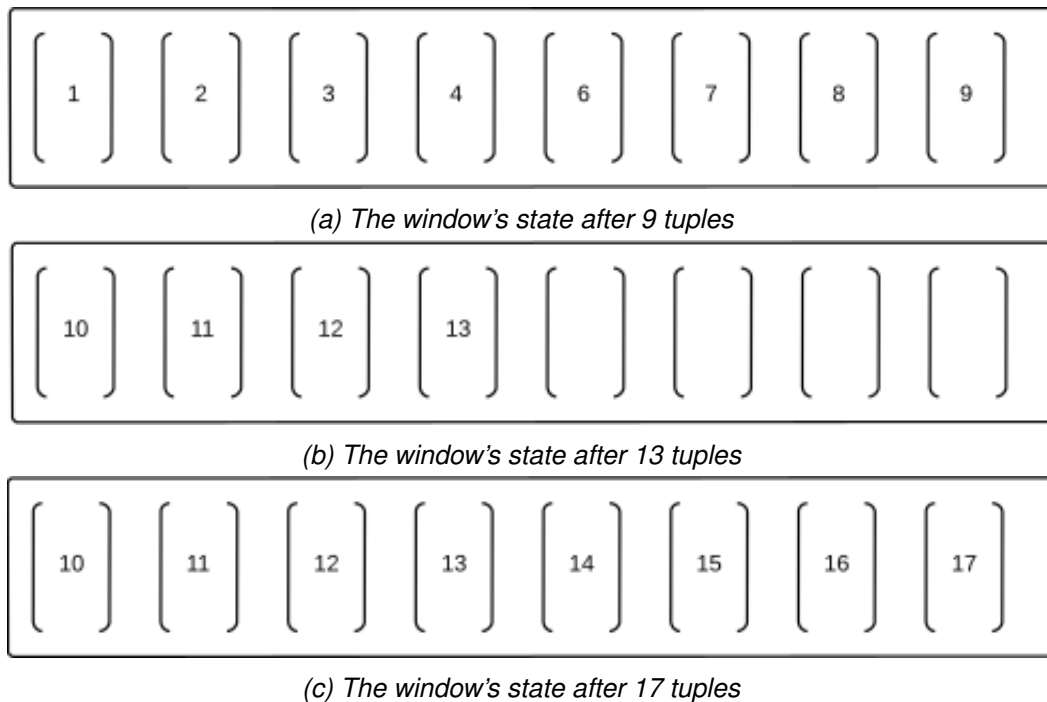 1 2 3 4 6 7 8 9
(a) The window's state after 9 tuples
10 11 12 13
(b) The window's state after 13 tuples
10 11 12 13 14 15 16 17
(c) The window's state after 17 tuples